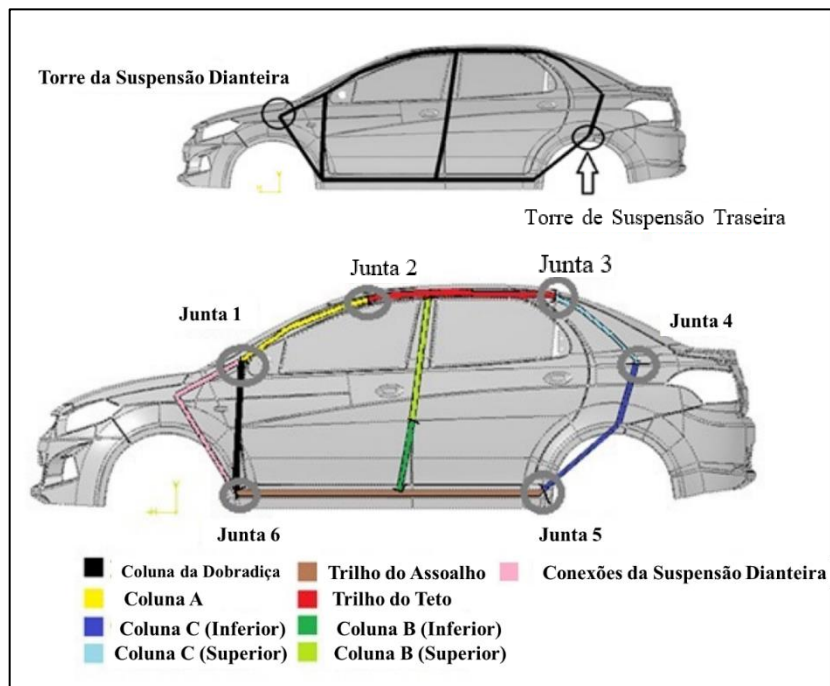 Torre da Suspensão Dianteira
Torre de Suspensão Traseira
Junta 2
Junta 3
Junta 1
Junta 4
Junta 6
Junta 5
Coluna da Dobradiça
Trilho do Assoalho
Conexões da Suspensão Dianteira
Coluna A
Trilho do Teto
Coluna C (Inferior)
Coluna B (Inferior)
Coluna C (Superior)
Coluna B (Superior)